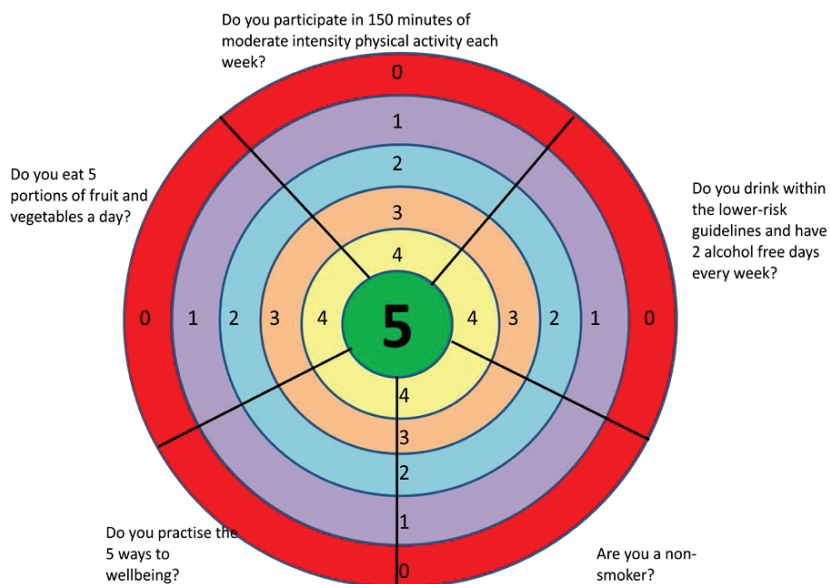 Do you participate in 150 minutes of
moderate intensity physical activity each
week?
0
1
2
3
4
Do you eat 5
portions of fruit and
vegetables a day?
Do you drink within
the lower-risk
guidelines and have
2 alcohol free days
every week?
0 1 2 3 4 5 4 3 2 1 0
4
3
2
1
0
Do you practise the
5 ways to
wellbeing?
Are you a non-
smoker?